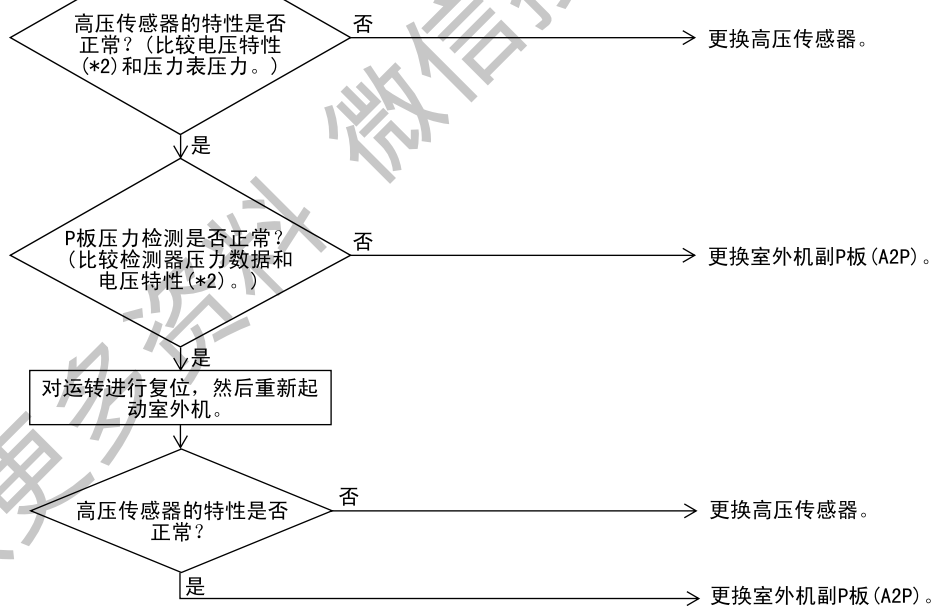 高压传感器的特性是否
正常？(比较电压特性
(*2)和压力表压力。)
否
更换高压传感器。
是
P板压力检测是否正常？
(比较检测器压力数据和
电压特性(*2)。)
否
更换室外机副P板(A2P)。
是
对运转进行复位，然后重新起
动室外机。
高压传感器的特性是否
正常？
否
更换高压传感器。
是
更换室外机副P板(A2P)。
更多资料 微信